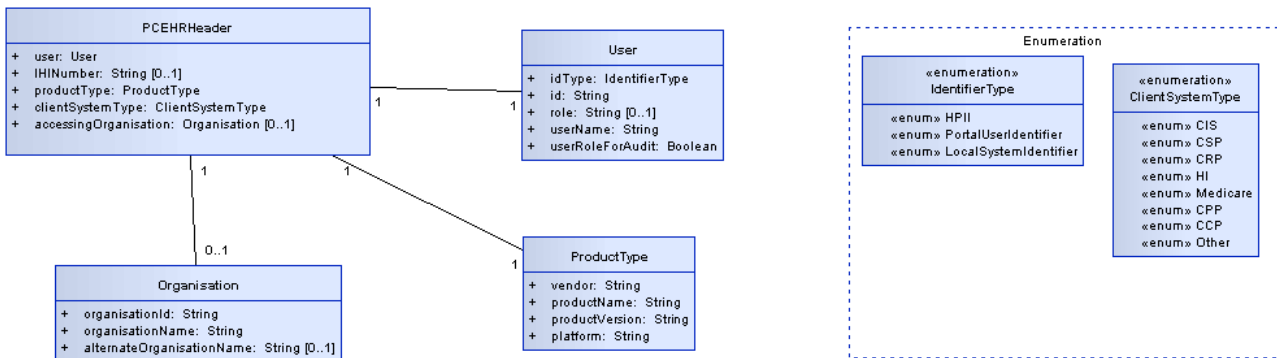 PCEHRHeader
+ user: User
+ IHINumber: String [0..1]
+ productType: ProductType
+ clientSystemType: ClientSystemType
+ accessingOrganisation: Organisation [0..1]
1
1
User
+ idType: IdentifierType
+ id: String
+ role: String [0..1]
+ userName: String
+ userRoleForAudit: Boolean
1
1
0..1
1
Organisation
+ organisationId: String
+ organisationName: String
+ alternateOrganisationName: String [0..1]
ProductType
+ vendor: String
+ productName: String
+ productVersion: String
+ platform: String
Enumeration
«enumeration»
IdentifierType
«enum» HPII
«enum» PortalUserIdentifier
«enum» LocalSystemIdentifier
«enumeration»
ClientSystemType
«enum» CIS
«enum» CSP
«enum» CRP
«enum» HI
«enum» Medicare
«enum» CPP
«enum» CCP
«enum» Other